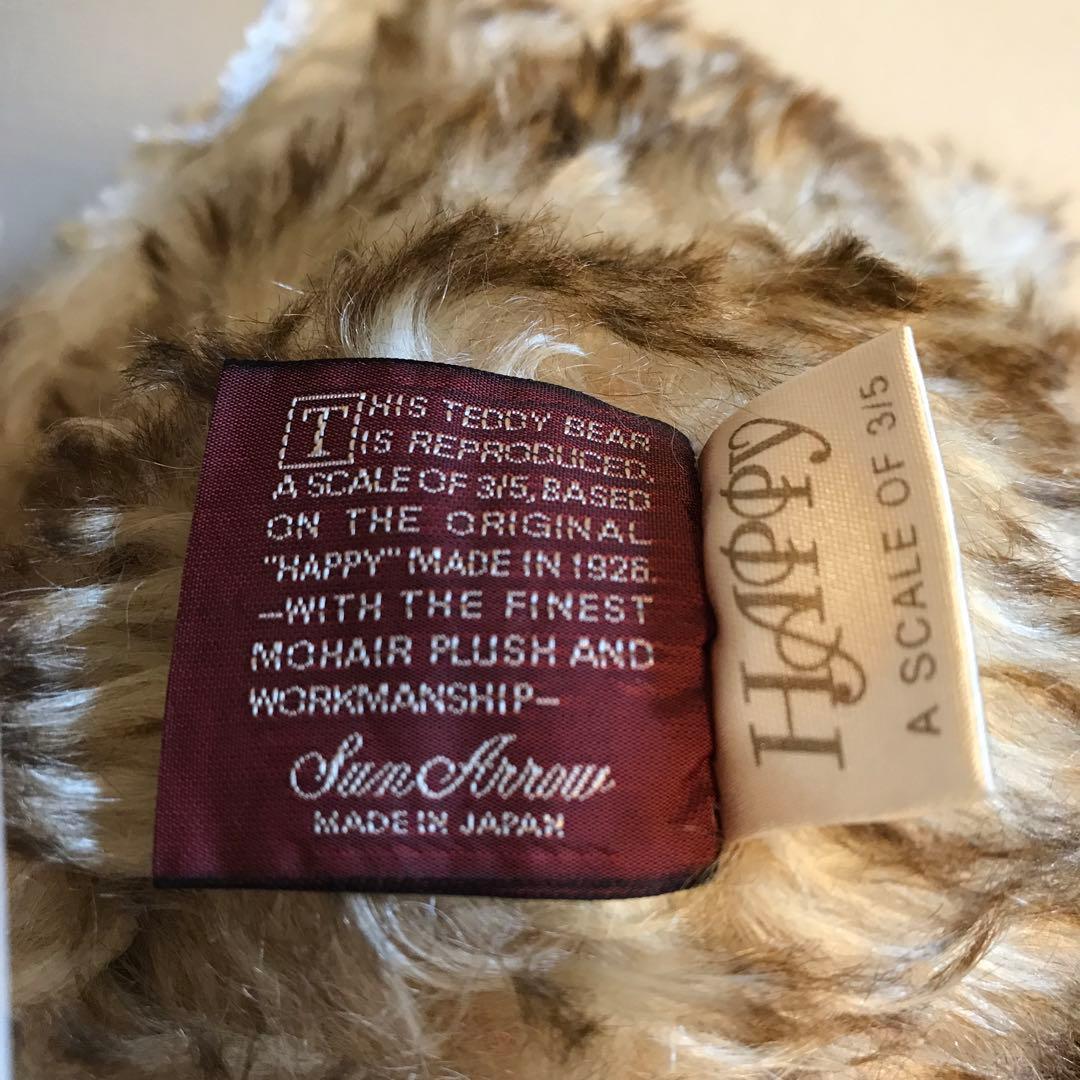 THIS TEDDY BEAR
IS REPRODUCED,
A SCALE OF 3/5, BASED
ON THE ORIGINAL
"HAPPY" MADE IN 1926.
—WITH THE FINEST
MOHAIR PLUSH AND
WORKMANSHIP—
Sun Arrow
MADE IN JAPAN
HAPPY
A SCALE OF 3/5